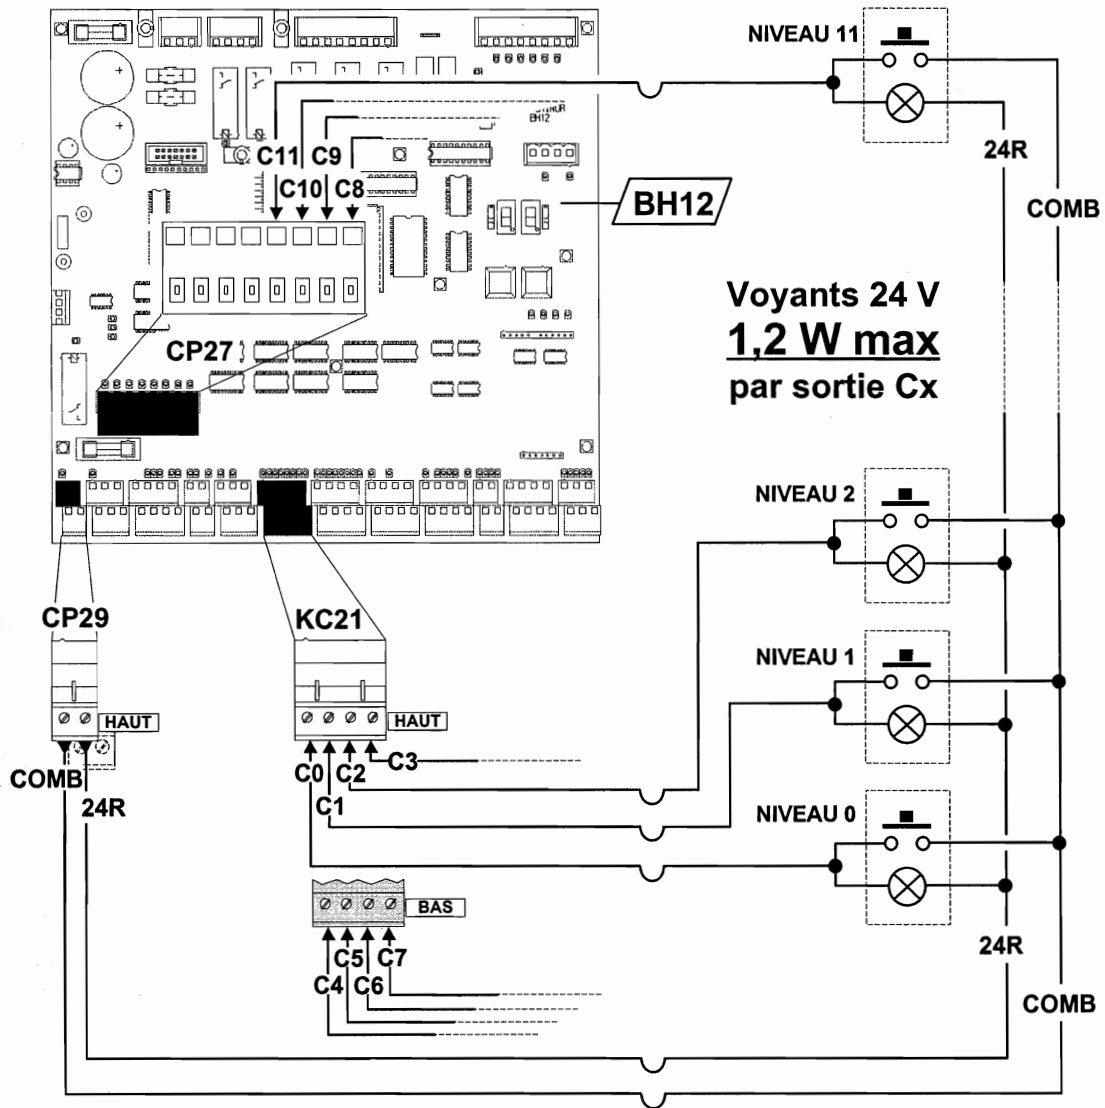 NIVEAU 11
BH12
C11
C9
C10
C8
24R
BH12
COMB
Voyants 24 V
1,2 W max
par sortie Cx
CP27
NIVEAU 2
CP29
KC21
NIVEAU 1
HAUT
HAUT
COMB
C0
C2
C3
24R
C1
NIVEAU 0
BAS
C5
C7
C4
C6
24R
COMB